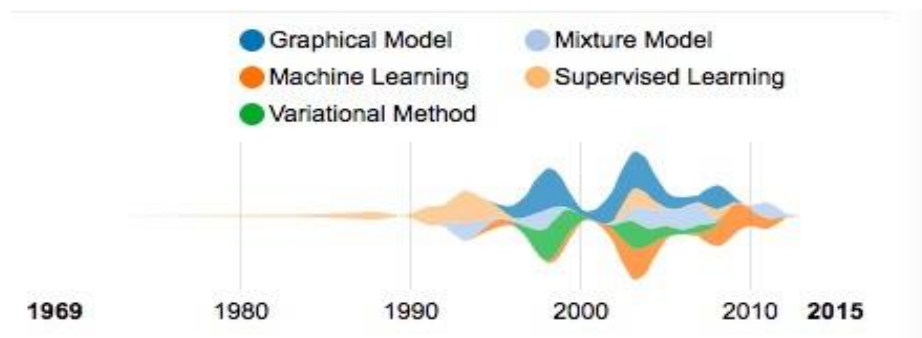 Graphical Model Mixture Model
Machine Learning Supervised Learning
Variational Method
1969 1980 1990 2000 2010 2015